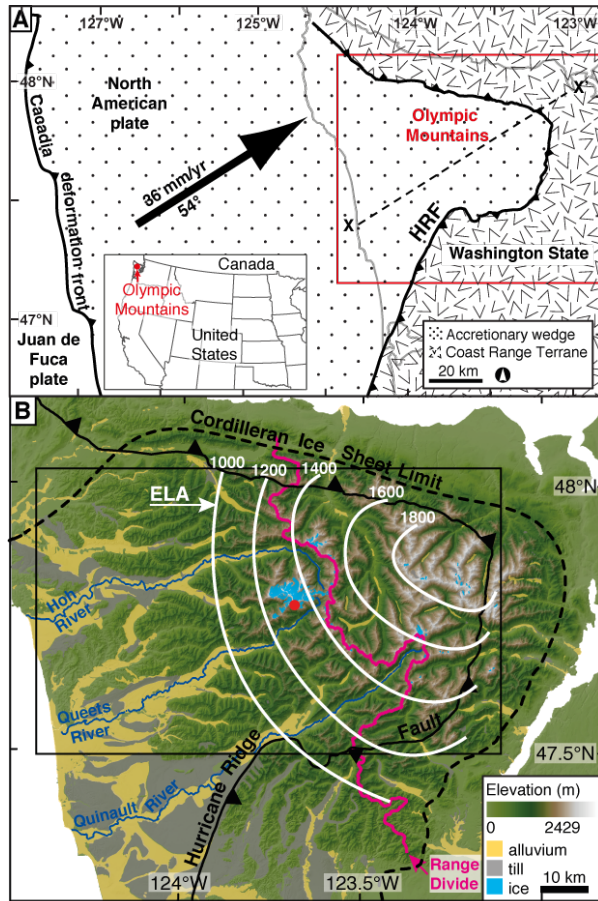 A
127°W
125°W
124°W
123°W
48°N
North
American
plate
Cacadia
deformation front
36 mm/yr
54°
Olympic
Mountains
X'
X
HRF
Washington State
Canada
Olympic
Mountains
United
States
47°N
Juan de
Fuca
plate
Accretionary wedge
Coast Range Terrane
20 km
B
Cordilleran Ice Sheet Limit
1000
1200
1400
1600
1800
ELA
48°N
Hoh
River
Queets
River
Quinault River
Hurricane Ridge
Fault
47.5°N
Elevation (m)
0
2429
alluvium
till
ice
10 km
Range
Divide
124°W
123.5°W